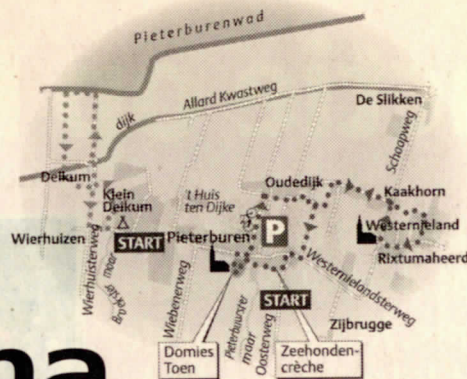 Pieterburenwad
Allard Kwastweg
De Slikken
dijk
Schaapweg
Deikum
Klein
Deikum
't Huis
ten Dijke
Oudedijk
Kaakhorn
Wierhuizen
START
Pieterburen
P
Westernieland
Rixtumaheerd
Wierhuisterweg
maar
Wiebenerweg
Westernielandsterweg
START
Zijbrugge
Pieterbuurster
maar
Oosterweg
Domies
Toen
Zeehonden-
crèche